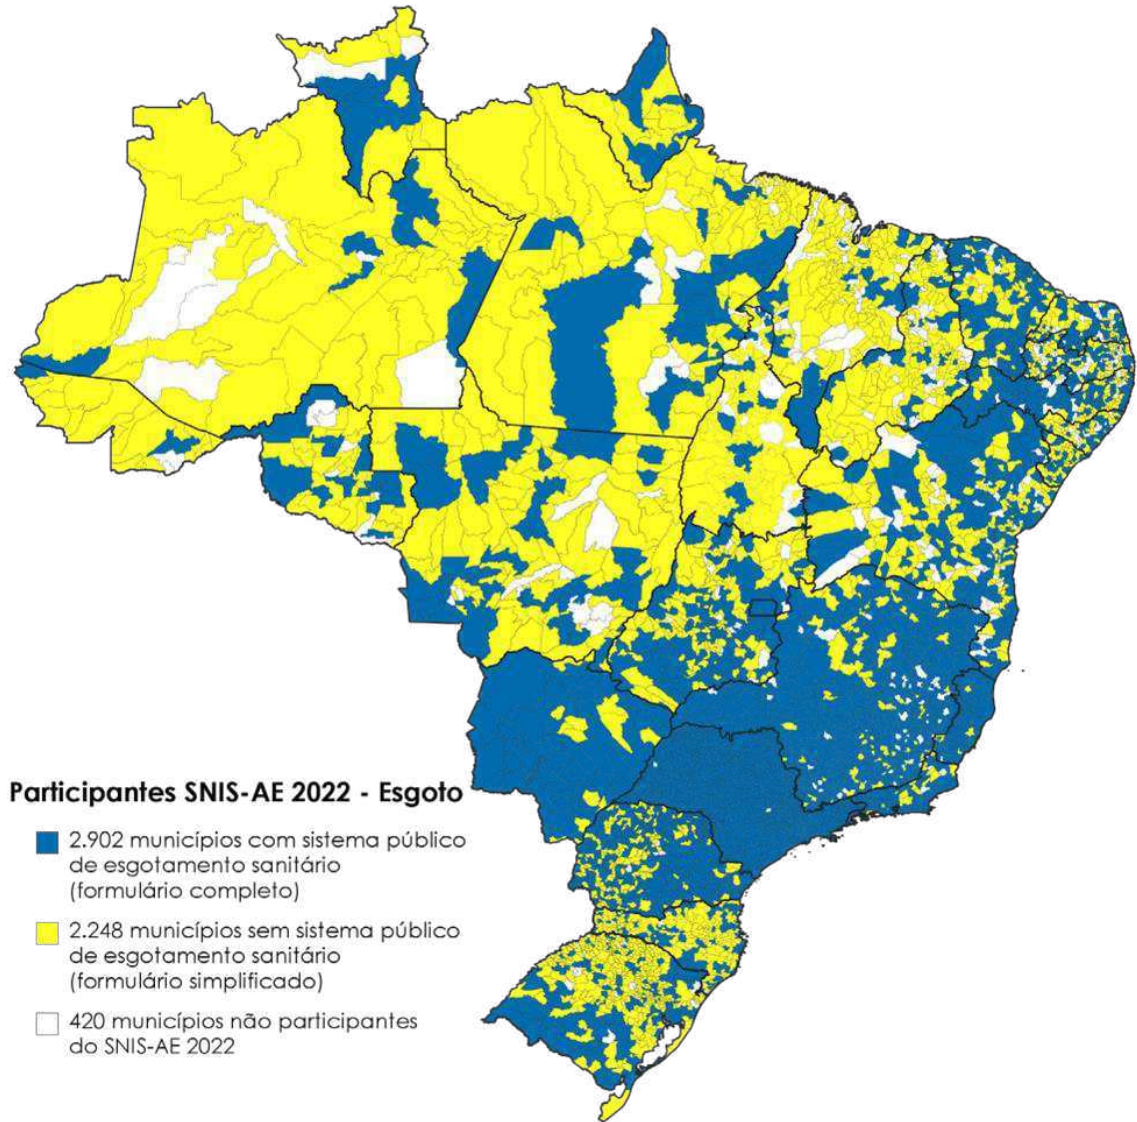 Participantes SNIS-AE 2022 - Esgoto
2.902 municípios com sistema público
de esgotamento sanitário
(formulário completo)
2.248 municípios sem sistema público
de esgotamento sanitário
(formulário simplificado)
420 municípios não participantes
do SNIS-AE 2022